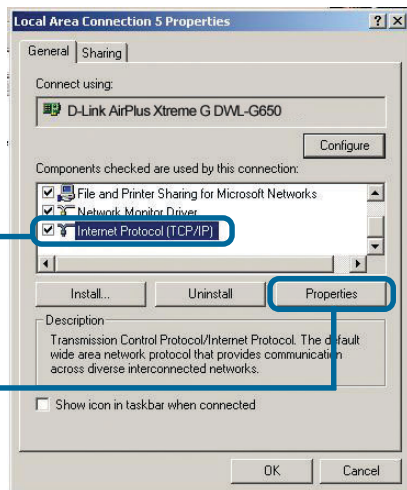 Local Area Connection 5 Properties
General
Sharing
Connect using:
D-Link AirPlus Xtreme G DWL-G650
Configure
Components checked are used by this connection:
File and Printer Sharing for Microsoft Networks
Network Monitor Driver
Internet Protocol (TCP/IP)
Install...
Uninstall
Properties
Description
Transmission Control Protocol/Internet Protocol. The default
wide area network protocol that provides communication
across diverse interconnected networks.
Show icon in taskbar when connected
OK
Cancel